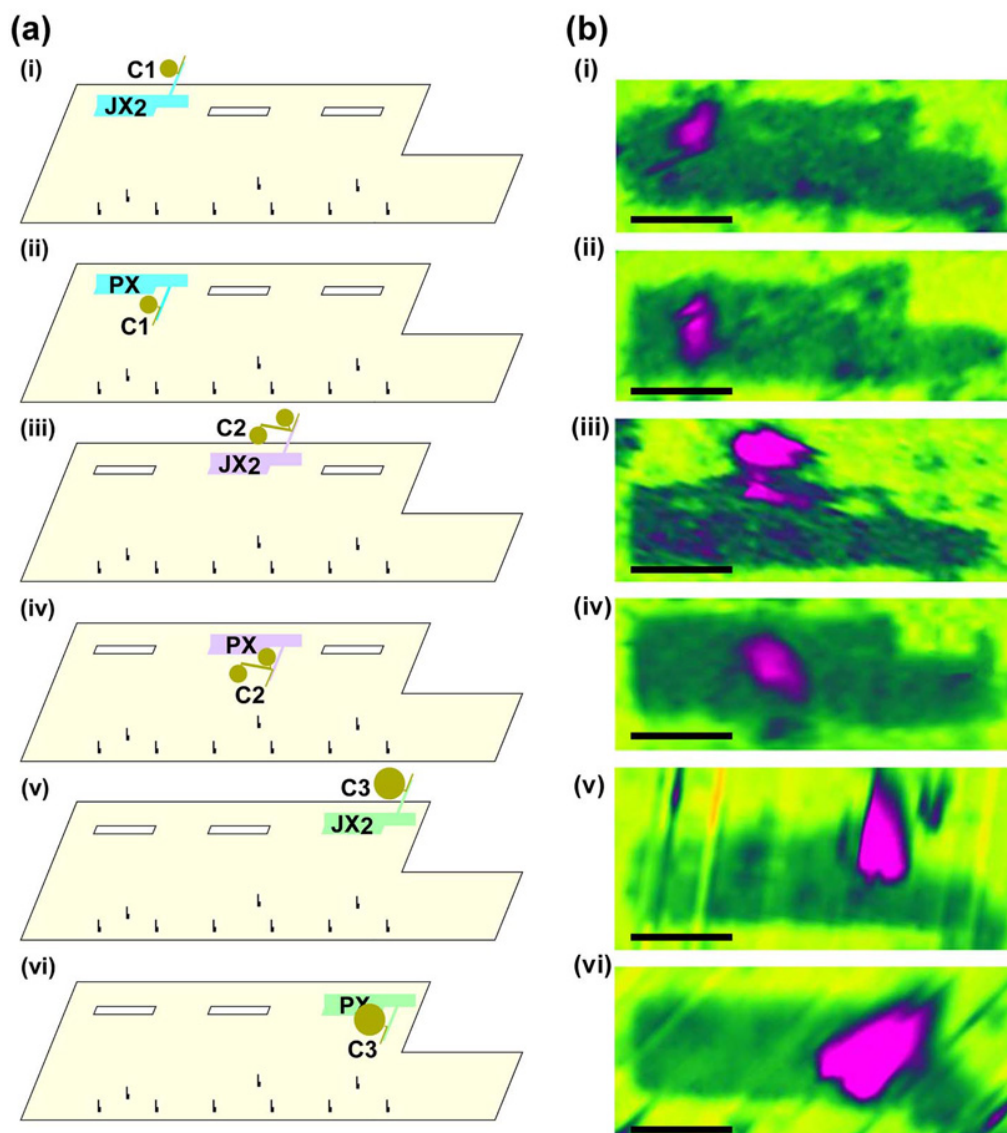 (a)
(i)
C1
JX2
(ii)
PX
C1
(iii)
C2
JX2
(iv)
PX
C2
(v)
C3
JX2
(vi)
PX
C3
(b)
(i)
(ii)
(iii)
(iv)
(v)
(vi)